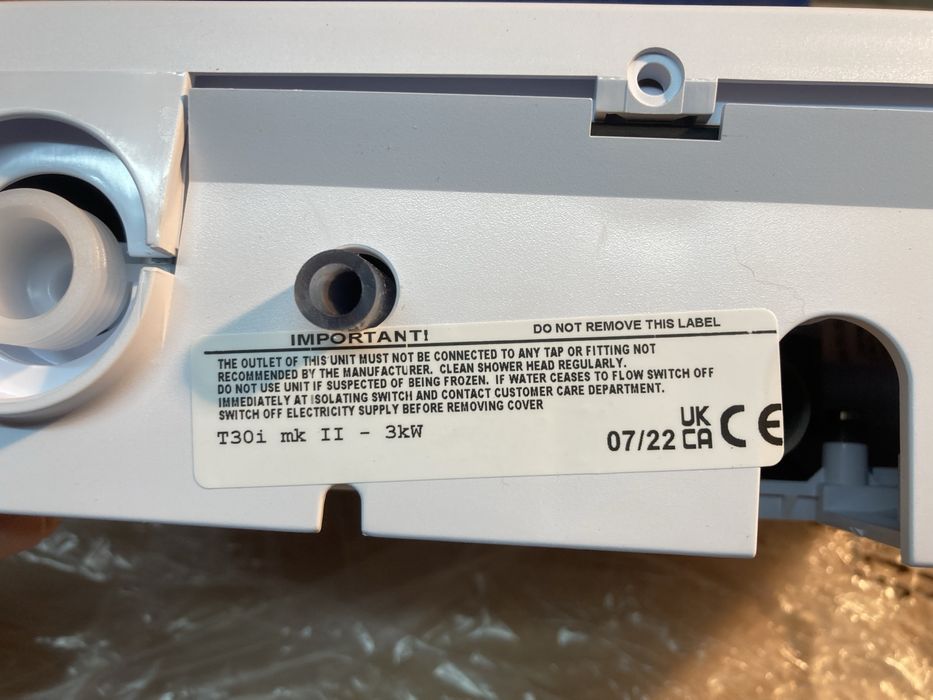 IMPORTANT!
DO NOT REMOVE THIS LABEL
THE OUTLET OF THIS UNIT MUST NOT BE CONNECTED TO ANY TAP OR FITTING NOT
RECOMMENDED BY THE MANUFACTURER. CLEAN SHOWER HEAD REGULARLY.
DO NOT USE UNIT IF SUSPECTED OF BEING FROZEN. IF WATER CEASES TO FLOW SWITCH OFF
IMMEDIATELY AT ISOLATING SWITCH AND CONTACT CUSTOMER CARE DEPARTMENT.
SWITCH OFF ELECTRICITY SUPPLY BEFORE REMOVING COVER
T30i mk II - 3kW
07/22 UK CA CE